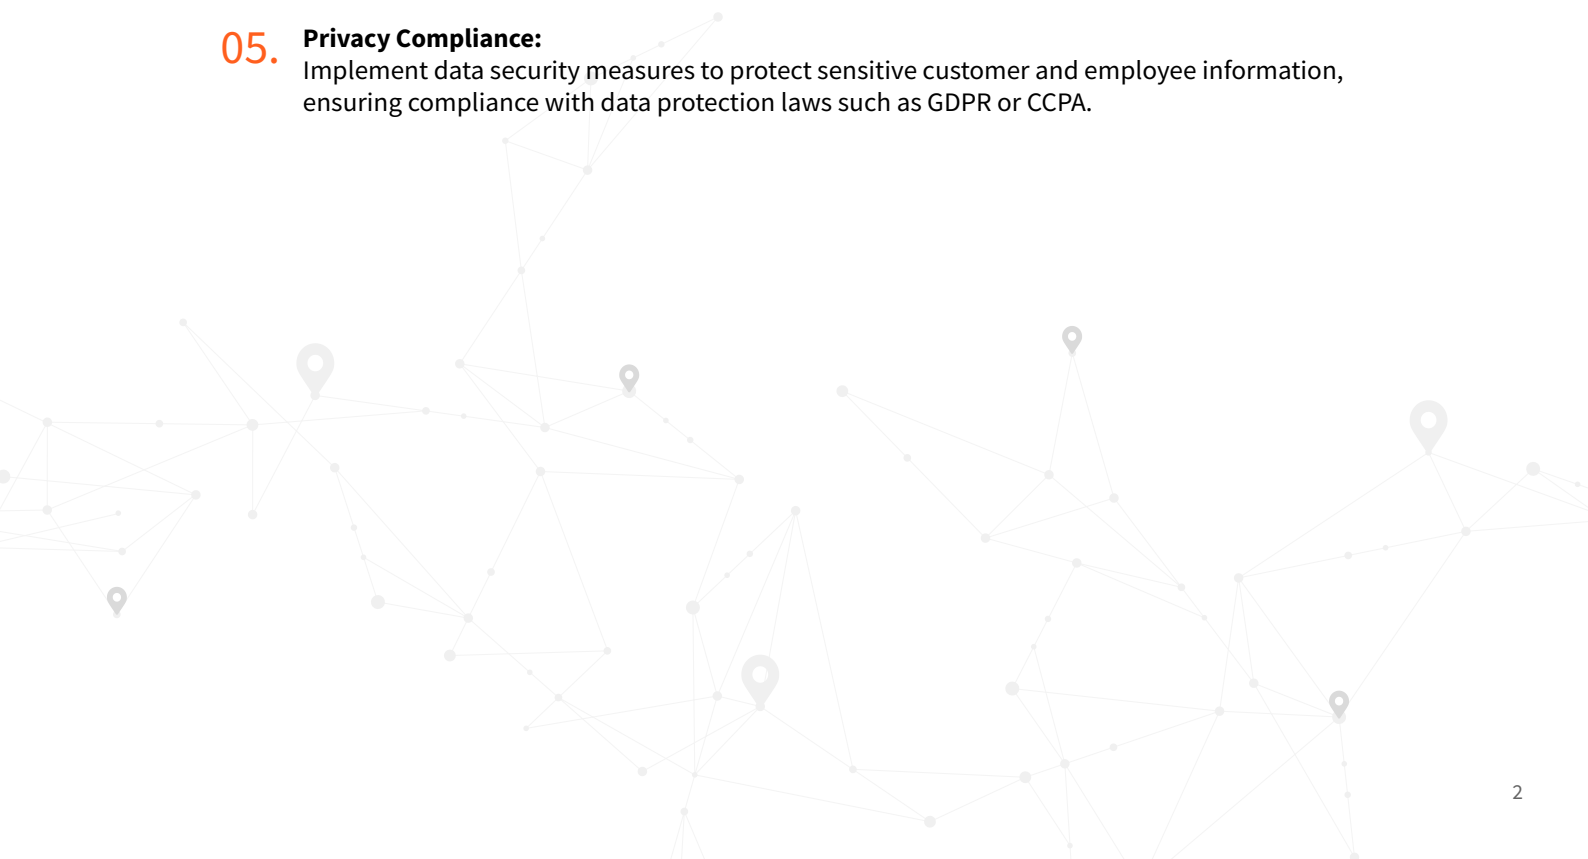 05. Privacy Compliance:
Implement data security measures to protect sensitive customer and employee information,
ensuring compliance with data protection laws such as GDPR or CCPA.
2